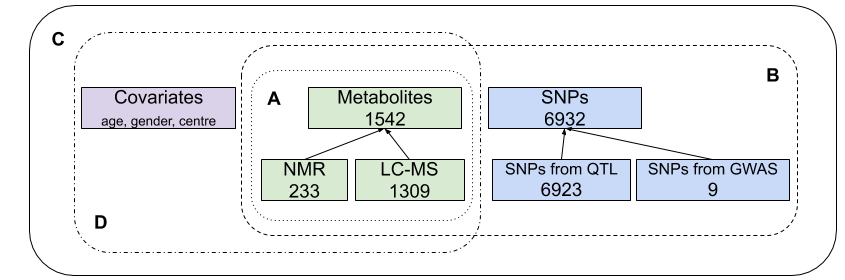 C
B
Covariates
age, gender, centre
A
Metabolites
1542
SNPs
6932
NMR
233
LC-MS
1309
SNPs from QTL
6923
SNPs from GWAS
9
D